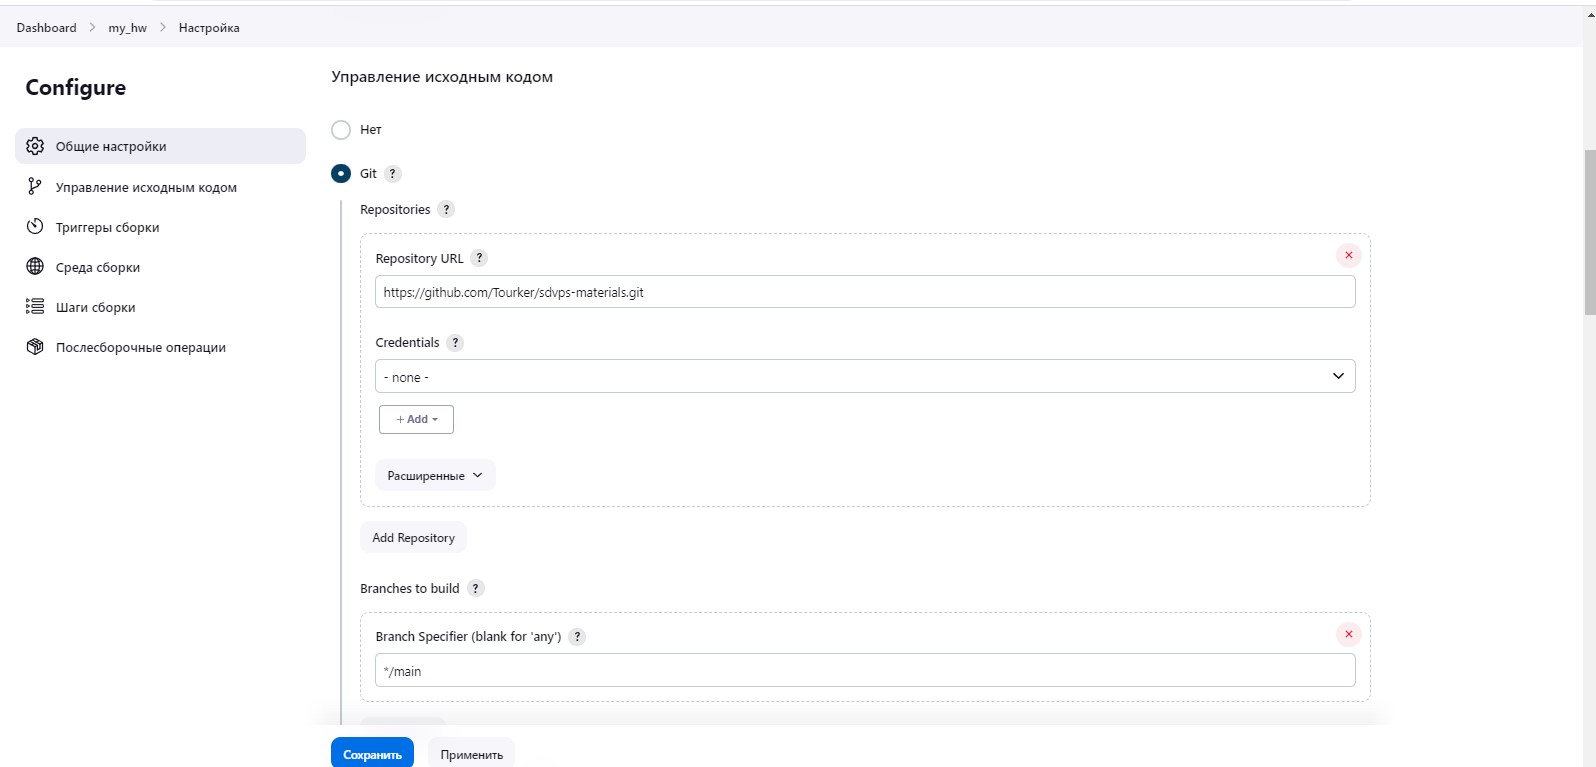 Dashboard > my_hw > Настройка
Configure
Общие настройки
Управление исходным кодом
Триггеры сборки
Среда сборки
Шаги сборки
Послесборочные операции
Управление исходным кодом
Нет
Git ?
Repositories ?
Repository URL ?
https://github.com/Tourker/sdvps-materials.git
Credentials ?
- none -
+ Add
Расширенные
Add Repository
Branches to build ?
Branch Specifier (blank for 'any') ?
*/main
Сохранить
Применить